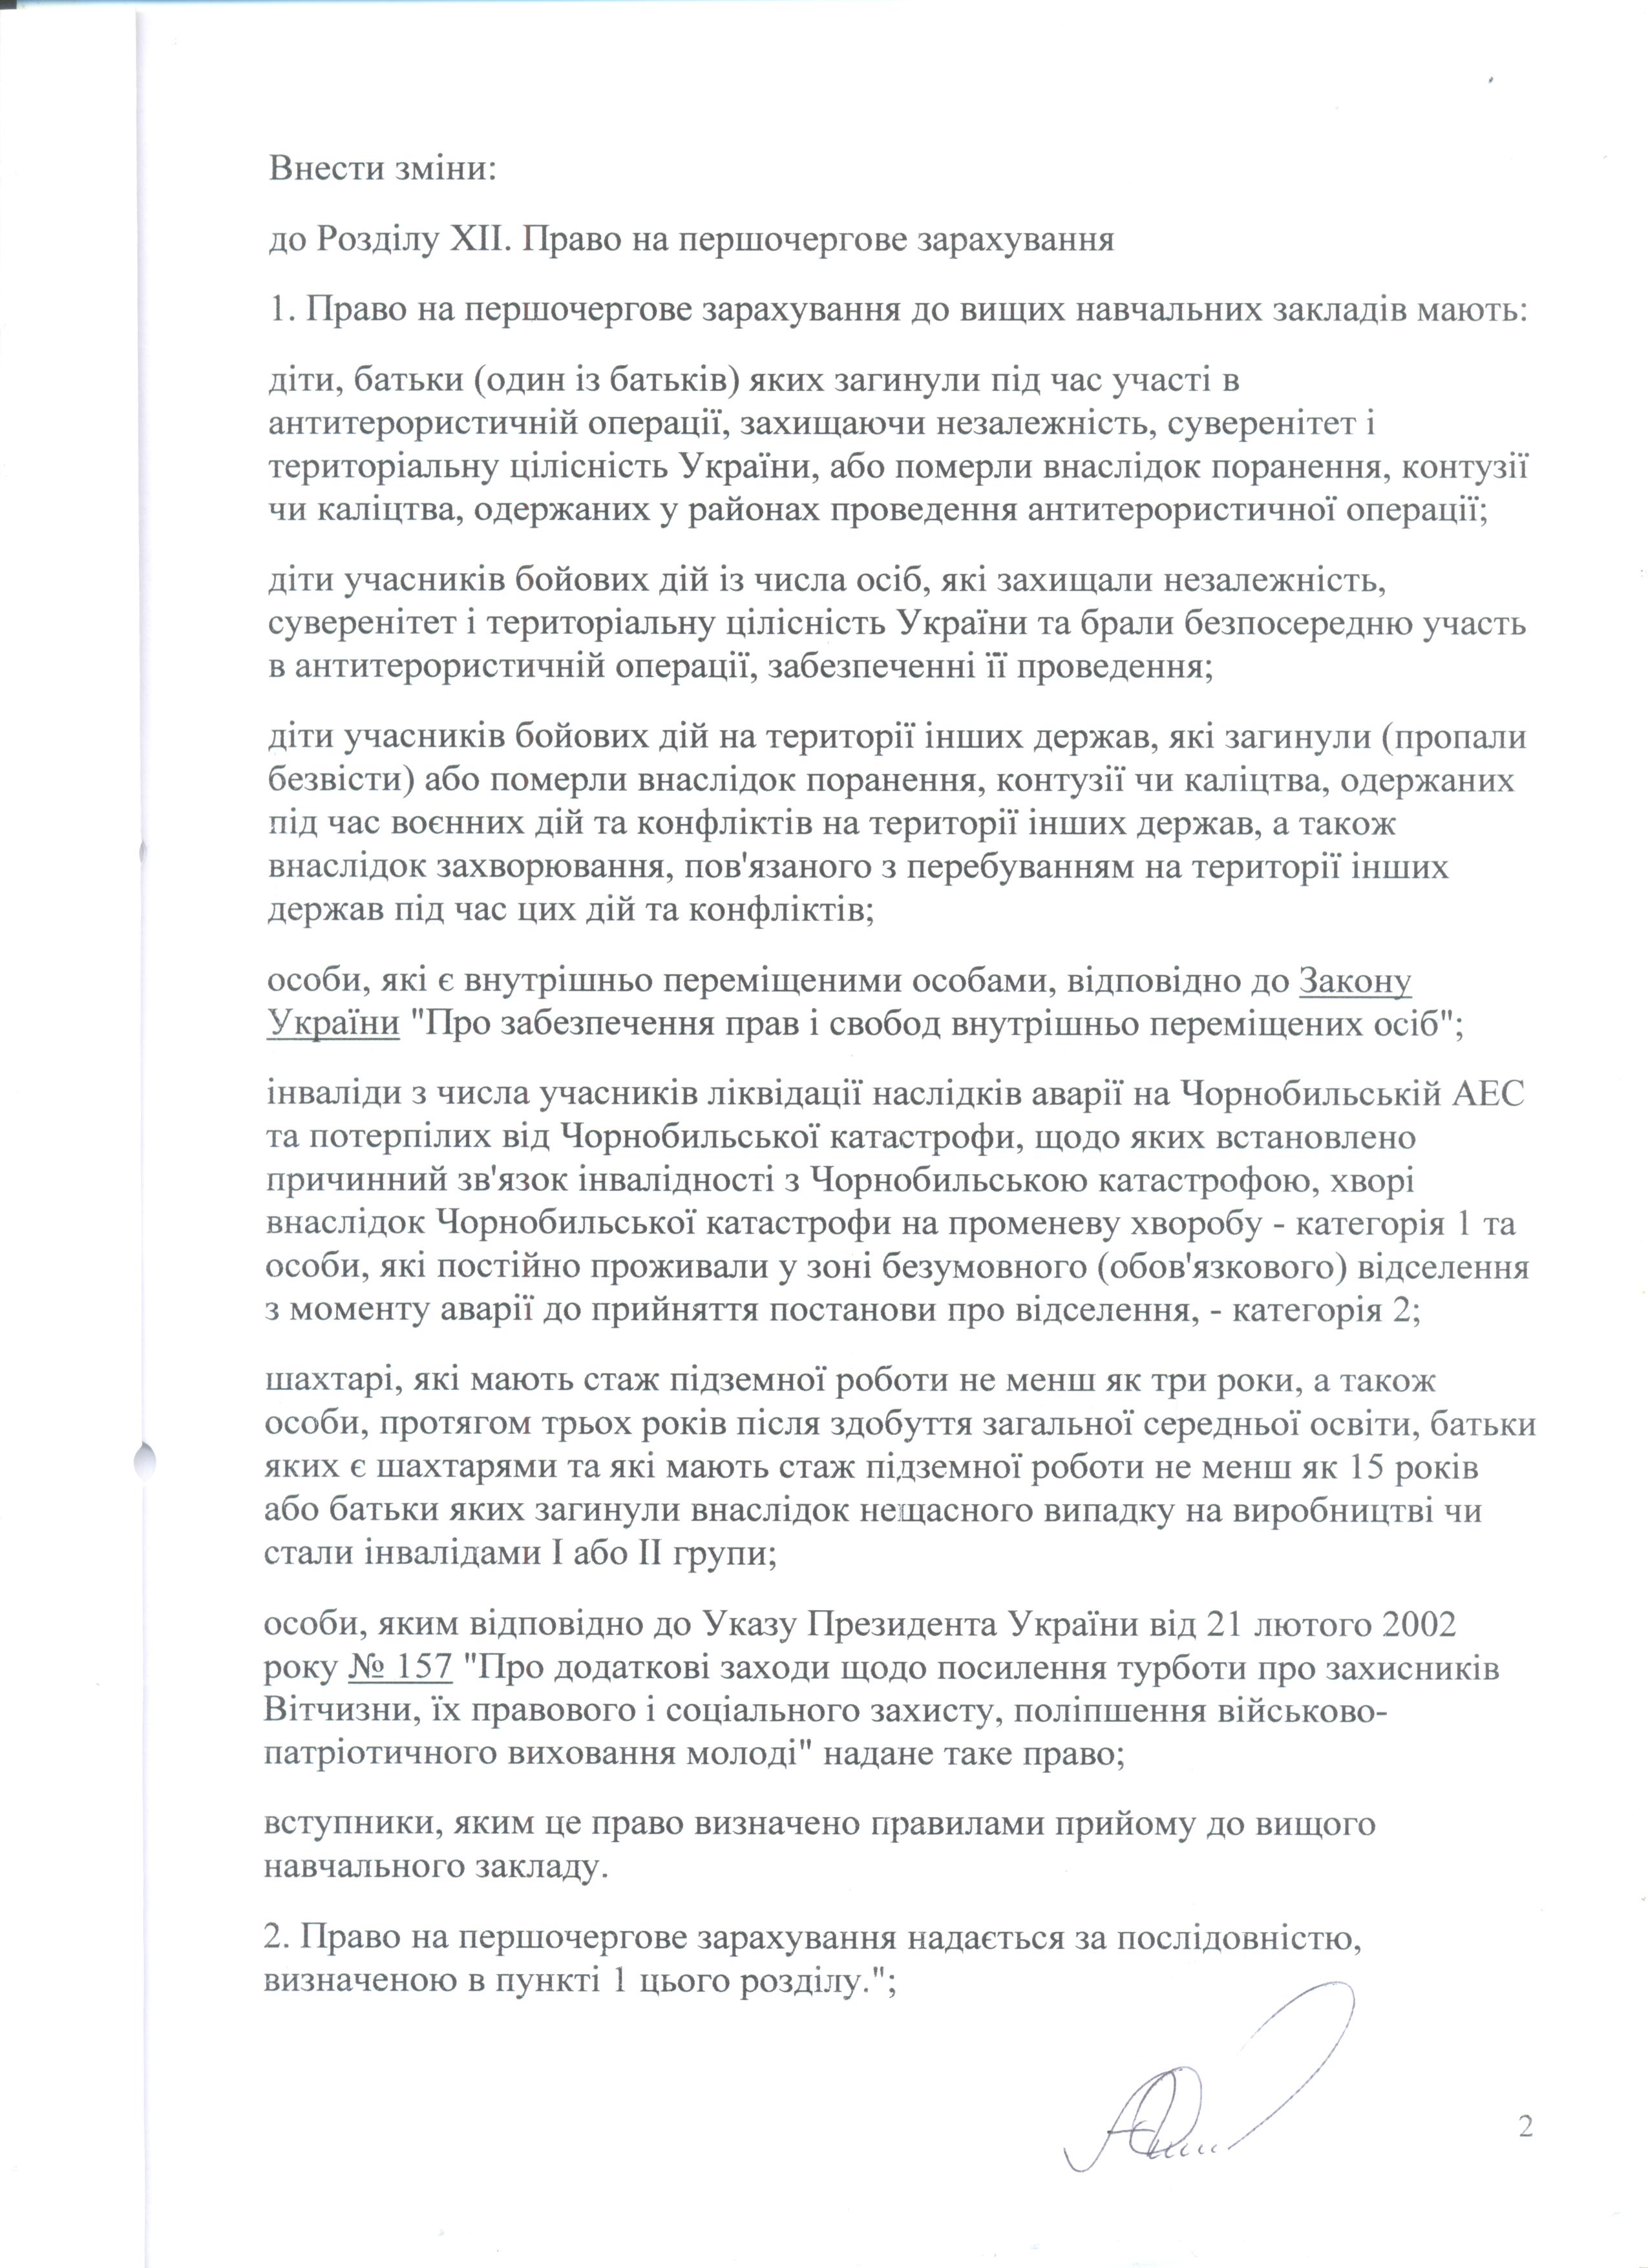 Внести зміни:
до Розділу XII. Право на першочергове зарахування
1. Право на першочергове зарахування до вищих навчальних закладів мають:
діти, батьки (один із батьків) яких загинули під час участі в
антитерористичній операції, захищаючи незалежність, суверенітет і
територіальну цілісність України, або померли внаслідок поранення, контузії
чи каліцтва, одержаних у районах проведення антитерористичної операції;
діти учасників бойових дій із числа осіб, які захищали незалежність,
суверенітет і територіальну цілісність України та брали безпосередню участь
в антитерористичній операції, забезпеченні її проведення;
діти учасників бойових дій на території інших держав, які загинули (пропали
безвісти) або померли внаслідок поранення, контузії чи каліцтва, одержаних
під час воєнних дій та конфліктів на території інших держав, а також
внаслідок захворювання, пов'язаного з перебуванням на території інших
держав під час цих дій та конфліктів;
особи, які є внутрішньо переміщеними особами, відповідно до Закону
України "Про забезпечення прав і свобод внутрішньо переміщених осіб";
інваліди з числа учасників ліквідації наслідків аварії на Чорнобильській АЕС
та потерпілих від Чорнобильської катастрофи, щодо яких встановлено
причинний зв'язок інвалідності з Чорнобильською катастрофою, хворі
внаслідок Чорнобильської катастрофи на променеву хворобу - категорія 1 та
особи, які постійно проживали у зоні безумовного (обов'язкового) відселення
з моменту аварії до прийняття постанови про відселення, - категорія 2;
шахтарі, які мають стаж підземної роботи не менш як три роки, а також
особи, протягом трьох років після здобуття загальної середньої освіти, батьки
яких є шахтарями та які мають стаж підземної роботи не менш як 15 років
або батьки яких загинули внаслідок нещасного випадку на виробництві чи
стали інвалідами I або II групи;
особи, яким відповідно до Указу Президента України від 21 лютого 2002
року № 157 "Про додаткові заходи щодо посилення турботи про захисників
Вітчизни, їх правового і соціального захисту, поліпшення військово-
патріотичного виховання молоді" надане таке право;
вступники, яким це право визначено правилами прийому до вищого
навчального закладу.
2. Право на першочергове зарахування надається за послідовністю,
визначеною в пункті 1 цього розділу.";
2